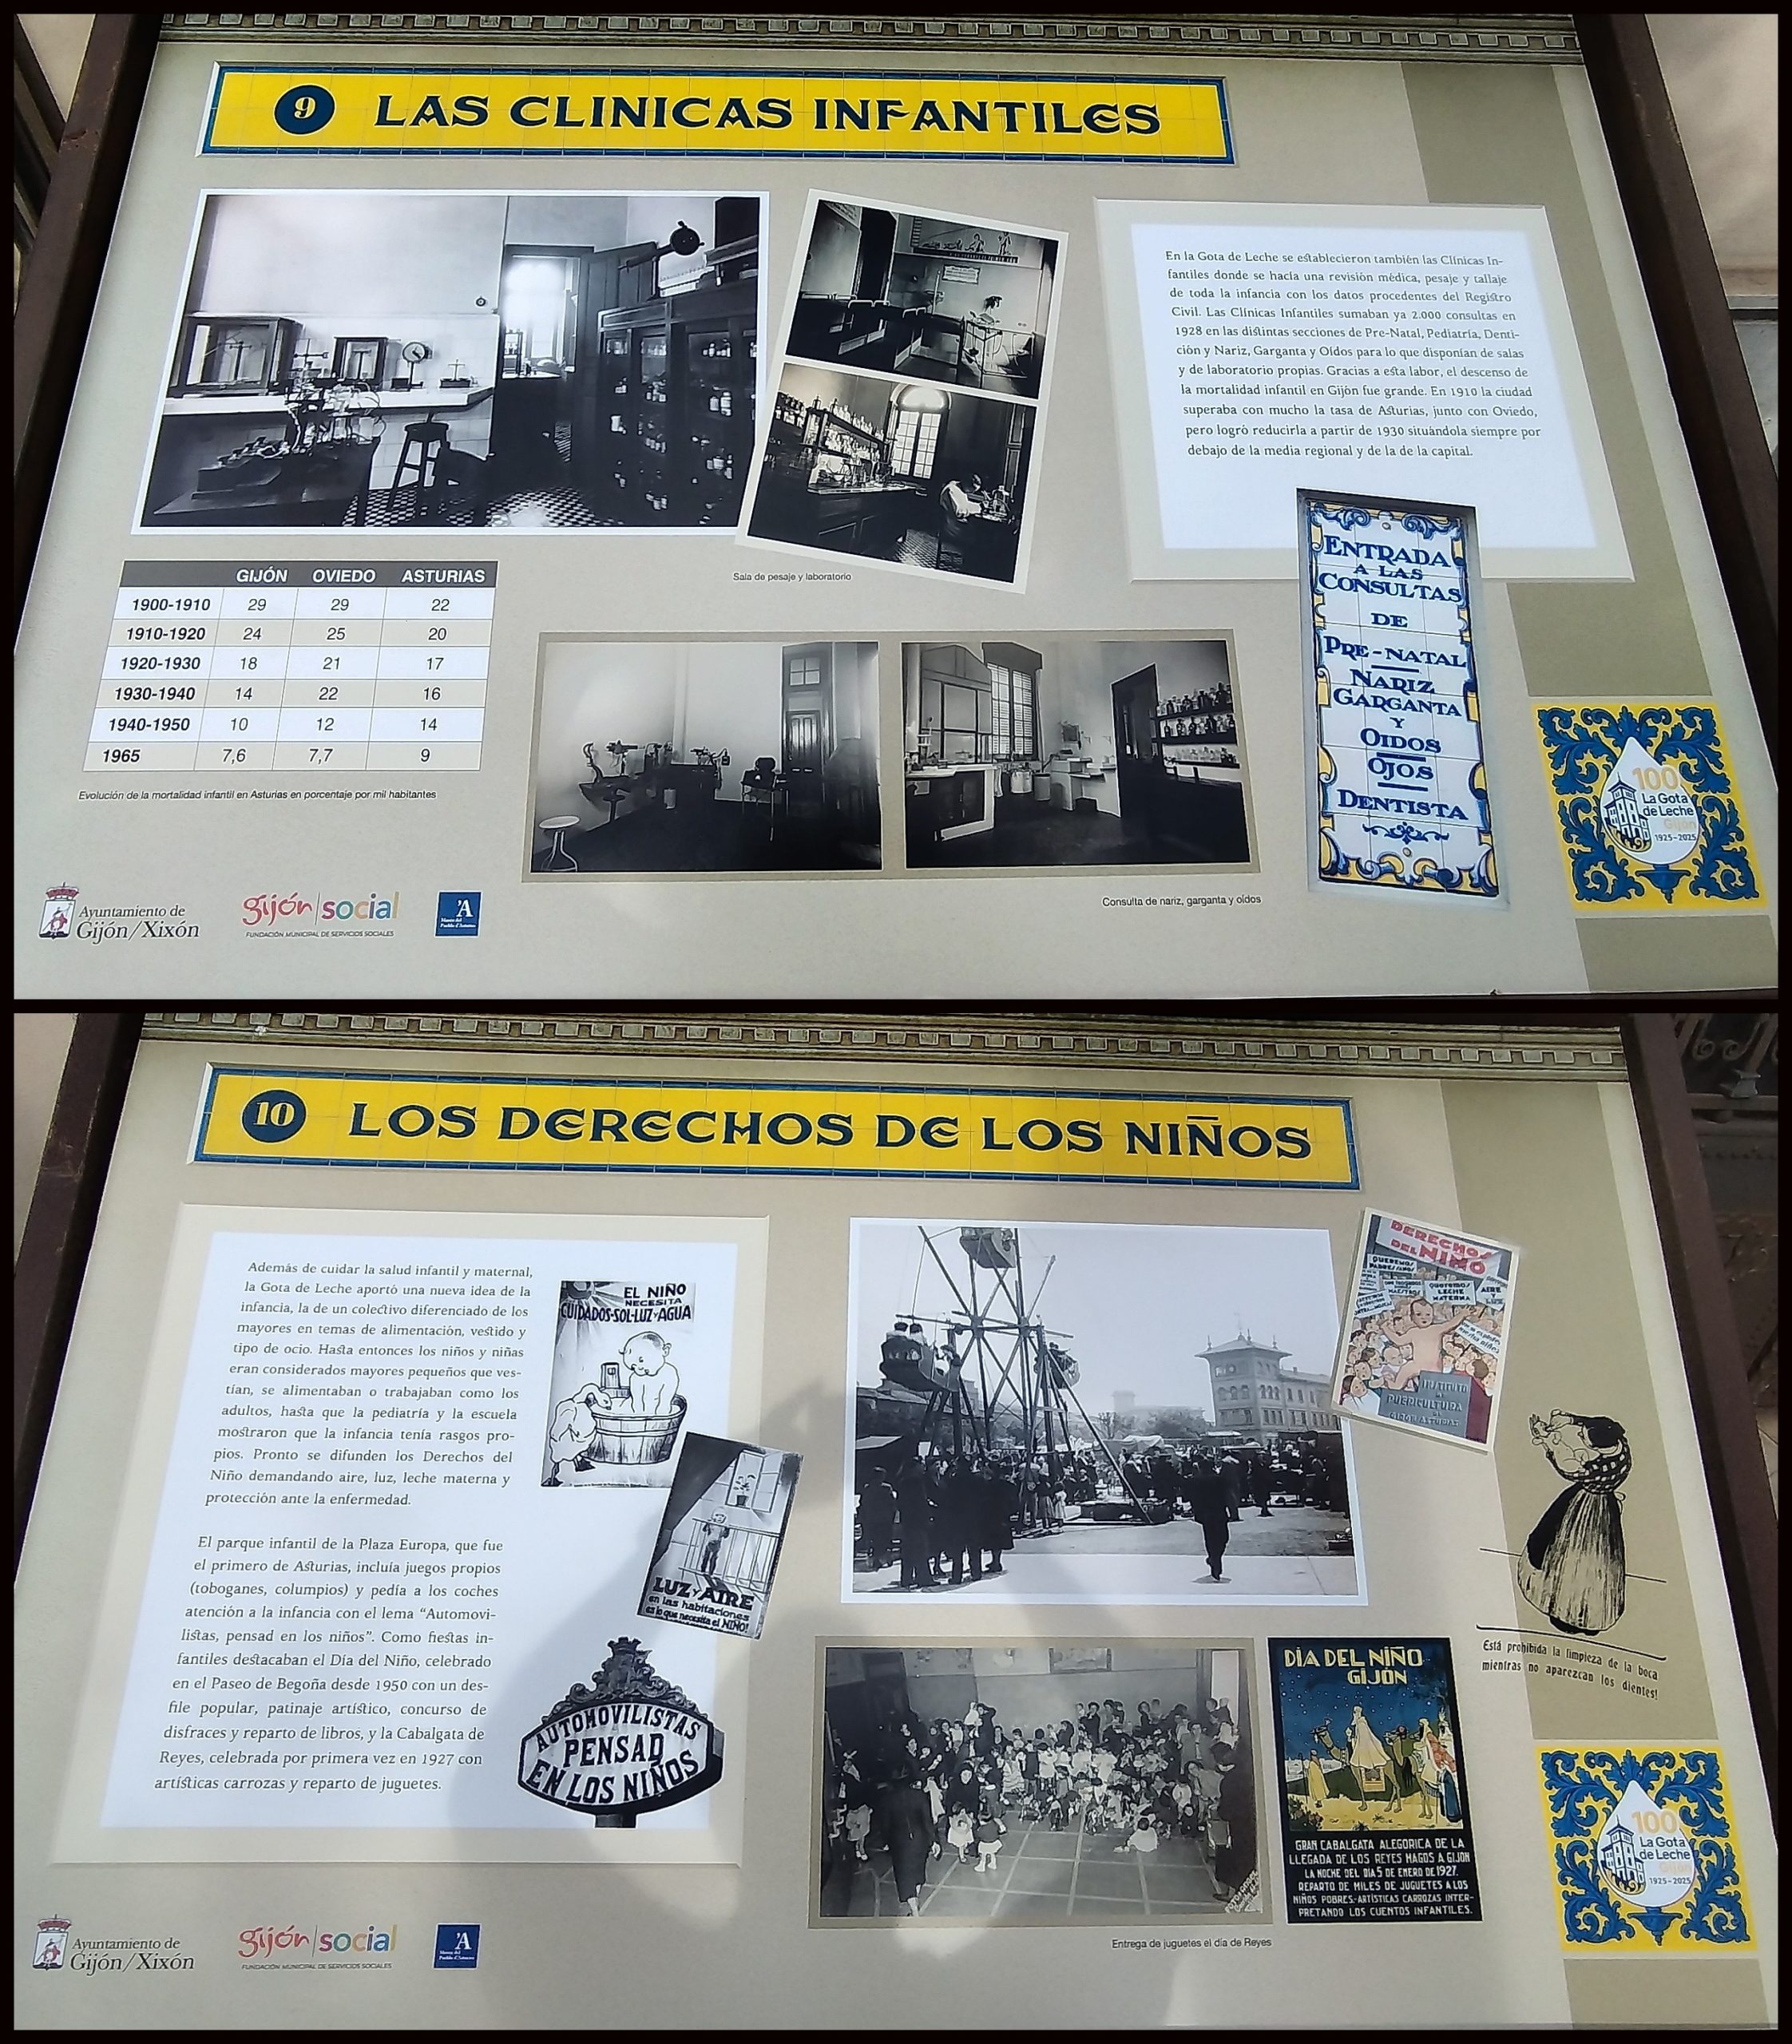 9 LAS CLINICAS INFANTILES
En la Gota de Leche se establecieron también las Clínicas In-
fantiles donde se hacía una revisión médica, pesaje y tallaje
de toda la infancia con los datos procedentes del Registro
Civil. Las Clínicas Infantiles sumaban ya 2.000 consultas en
1928 en las distintas secciones de Pre-Natal, Pediatría, Denti-
ción y Nariz, Garganta y Oídos para lo que disponían de salas
y de laboratorio propias. Gracias a esta labor, el descenso de
la mortalidad infantil en Gijón fue grande. En 1910 la ciudad
superaba con mucho la tasa de Asturias, junto con Oviedo,
pero logró reducirla a partir de 1930 situándola siempre por
debajo de la media regional y de la de la capital.
Sala de pesaje y laboratorio
GIJÓN OVIEDO ASTURIAS
1900-1910 29 29 22
1910-1920 24 25 20
1920-1930 18 21 17
1930-1940 14 22 16
1940-1950 10 12 14
1965 7,6 7,7 9
Evolución de la mortalidad infantil en Asturias en porcentaje por mil habitantes
ENTRADA
A LAS
CONSULTAS
DE
PRE-NATAL
NARIZ
GARGANTA
Y
OIDOS
OJOS
DENTISTA
Consulta de nariz, garganta y oídos
100
La Gota
de Leche
Gijón
1925-2025
Ayuntamiento de
Gijón/Xixón
gijón social
FUNDACIÓN MUNICIPAL DE SERVICIOS SOCIALES
'A
Museo del
Pueblo d'Asturies
10 LOS DERECHOS DE LOS NIÑOS
Además de cuidar la salud infantil y maternal,
la Gota de Leche aportó una nueva idea de la
infancia, la de un colectivo diferenciado de los
mayores en temas de alimentación, vestido y
tipo de ocio. Hasta entonces los niños y niñas
eran considerados mayores pequeños que ves-
tían, se alimentaban o trabajaban como los
adultos, hasta que la pediatría y la escuela
mostraron que la infancia tenía rasgos pro-
pios. Pronto se difunden los Derechos del
Niño demandando aire, luz, leche materna y
protección ante la enfermedad.
El parque infantil de la Plaza Europa, que fue
el primero de Asturias, incluía juegos propios
(toboganes, columpios) y pedía a los coches
atención a la infancia con el lema “Automovi-
listas, pensad en los niños”. Como fiestas in-
fantiles destacaban el Día del Niño, celebrado
en el Paseo de Begoña desde 1950 con un des-
file popular, patinaje artístico, concurso de
disfraces y reparto de libros, y la Cabalgata de
Reyes, celebrada por primera vez en 1927 con
artísticas carrozas y reparto de juguetes.
EL NIÑO
NECESITA
CUIDADOS-SOL-LUZ Y AGUA
LUZ Y AIRE
en las habitaciones
es lo que necesita el NIÑO!
AUTOMOVILISTAS
PENSAD
EN LOS NIÑOS
DERECHOS
DEL NIÑO
QUEREMOS
QUEREMOS
LECHE
MATERNA
AIRE
INSTITUTO
DE
PUERICULTURA
GIJON ASTURIAS
Está prohibida la limpieza de la boca
mientras no aparezcan los dientes!
DIA DEL NIÑO
GIJÓN
GRAN CABALGATA ALEGORICA DE LA
LLEGADA DE LOS REYES MAGOS A GIJON
LA NOCHE DEL DIA 5 DE ENERO DE 1927.
REPARTO DE MILES DE JUGUETES A LOS
NIÑOS POBRES.-ARTÍSTICAS CARROZAS INTER-
PRETANDO LOS CUENTOS INFANTILES.
Entrega de juguetes el día de Reyes
100
La Gota
de Leche
Gijón
1925-2025
Ayuntamiento de
Gijón/Xixón
gijón social
FUNDACIÓN MUNICIPAL DE SERVICIOS SOCIALES
'A
Museo del
Pueblo d'Asturies